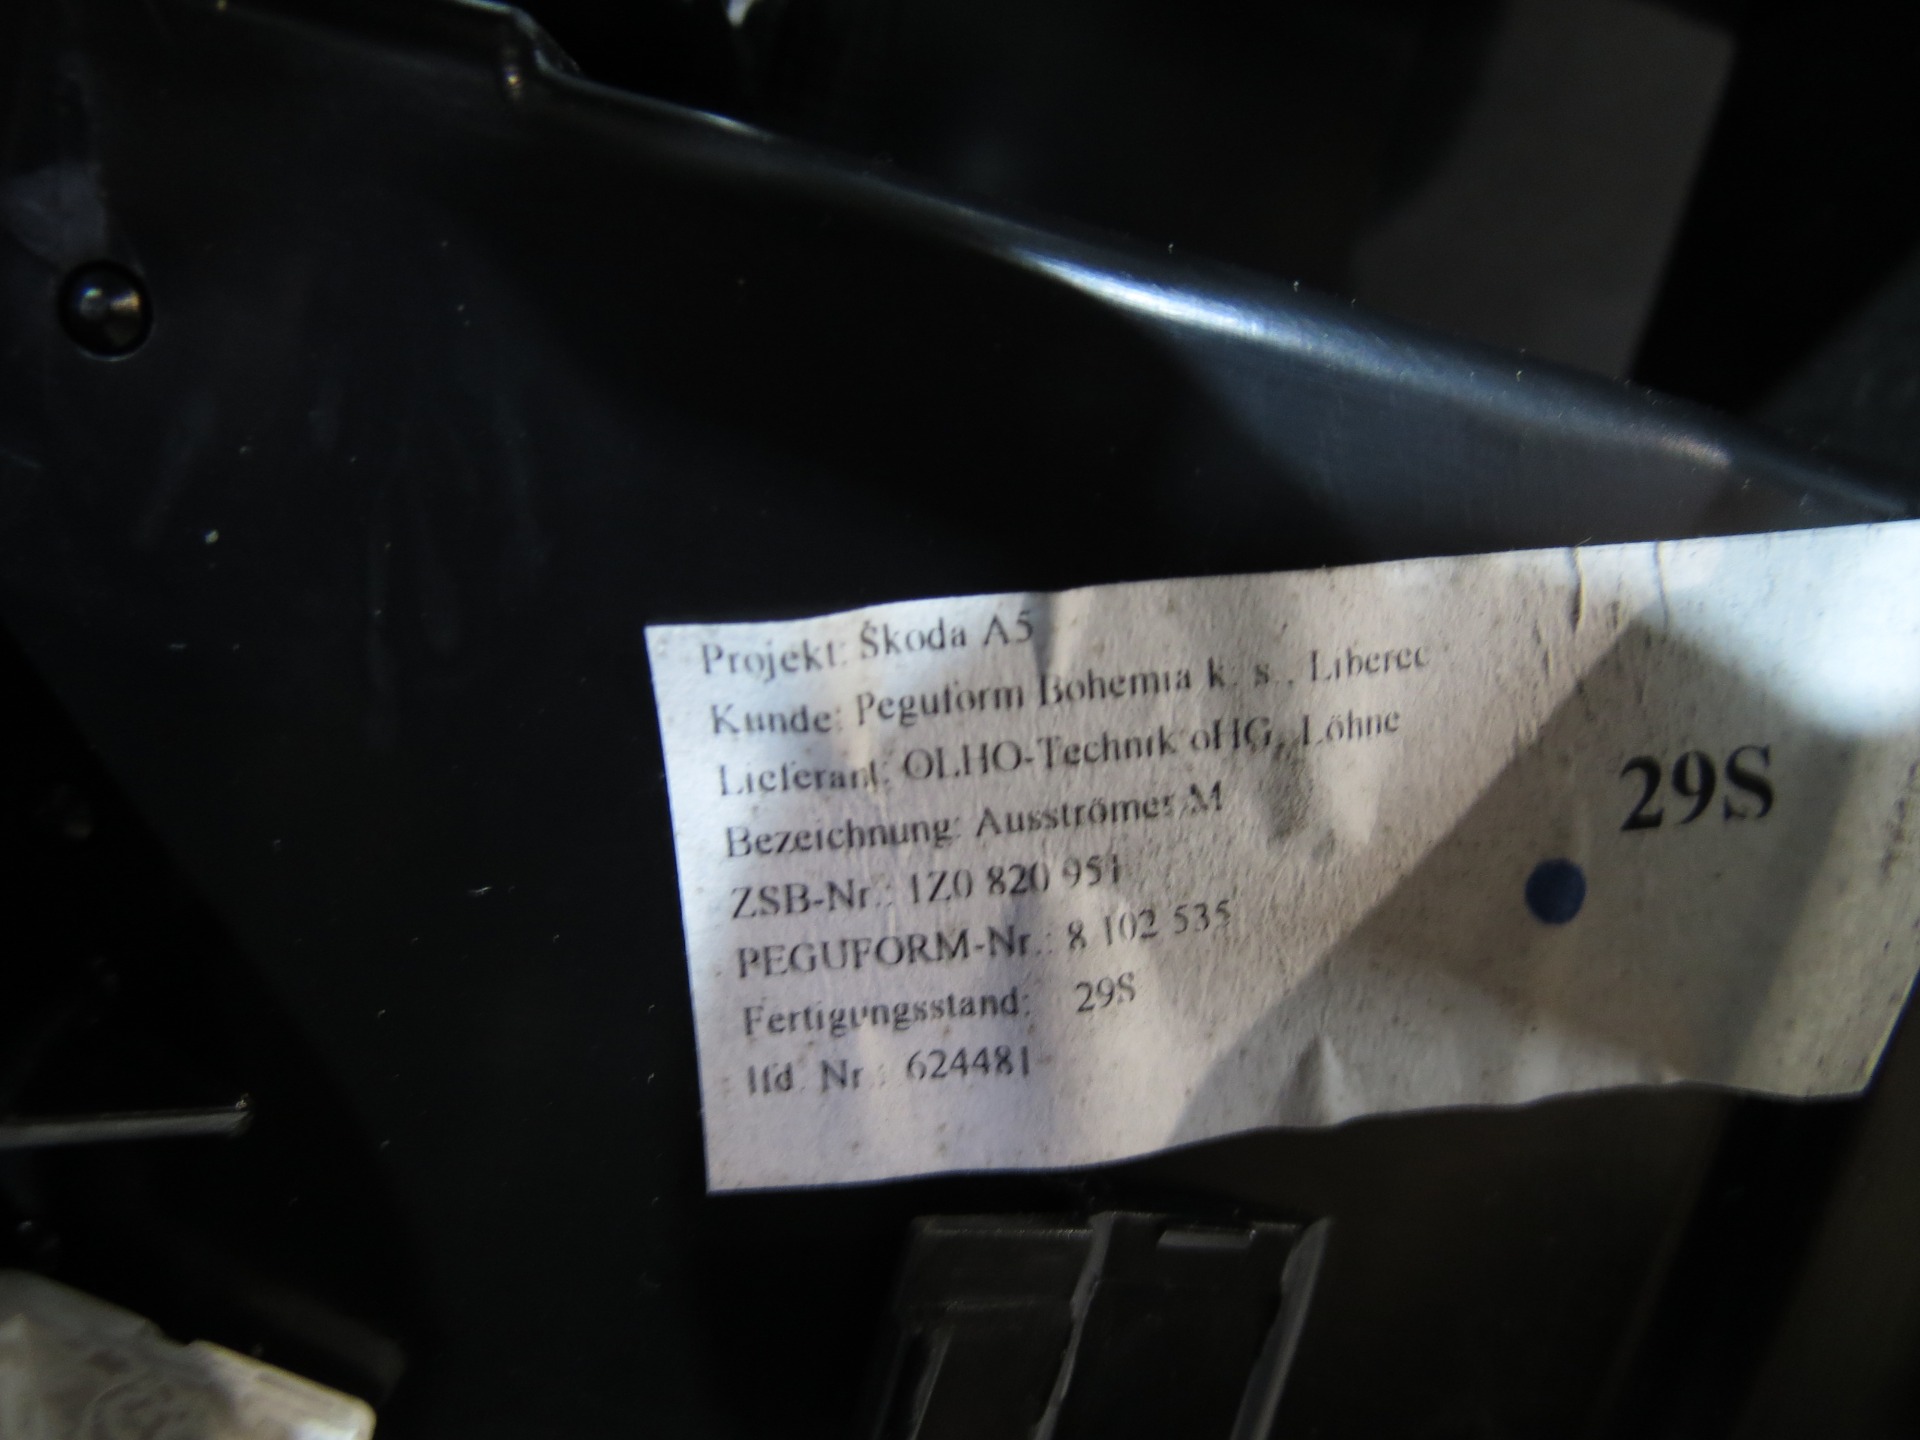 Projekt: Škoda A5
Kunde: Peguform Bohemia k. s., Liberec
Lieferant: OLHO-Technik oHG, Löhne
Bezeichnung: Ausströmer M
ZSB-Nr.: 1Z0 820 951
PEGUFORM-Nr.: 8 102 535
Fertigungsstand: 29S
lfd. Nr.: 624481
29S